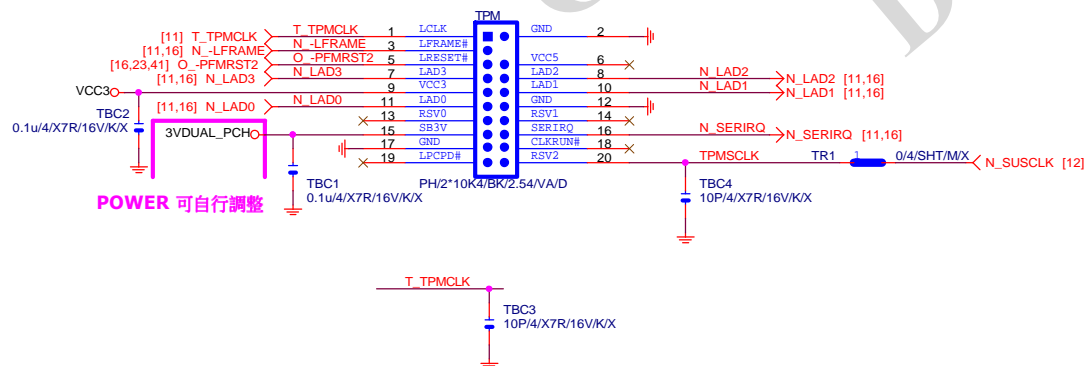 TPM
[11] T_TPMCLK T_TPMCLK 1 LCLK GND 2
[11,16] N_-LFRAME N_-LFRAME 3 LFRAME#
[16,23,41] O_-PFMRST2 O_-PFMRST2 5 LRESET# VCC5 6
[11,16] N_LAD3 N_LAD3 7 LAD3 LAD2 8 N_LAD2 N_LAD2 [11,16]
VCC3 9 VCC3 LAD1 10 N_LAD1 N_LAD1 [11,16]
[11,16] N_LAD0 N_LAD0 11 LAD0 GND 12
13 RSV0 RSV1 14
3VDUAL_PCH 15 SB3V SERIRQ 16 N_SERIRQ N_SERIRQ [11,16]
17 GND CLKRUN# 18
19 LPCPD# RSV2 20 TPMSCLK TR1 1 0/4/SHT/M/X N_SUSCLK [12]
PH/2*10K4/BK/2.54/VA/D
TBC2
0.1u/4/X7R/16V/K/X
TBC1
0.1u/4/X7R/16V/K/X
TBC4
10P/4/X7R/16V/K/X
POWER 可自行調整
T_TPMCLK
TBC3
10P/4/X7R/16V/K/X